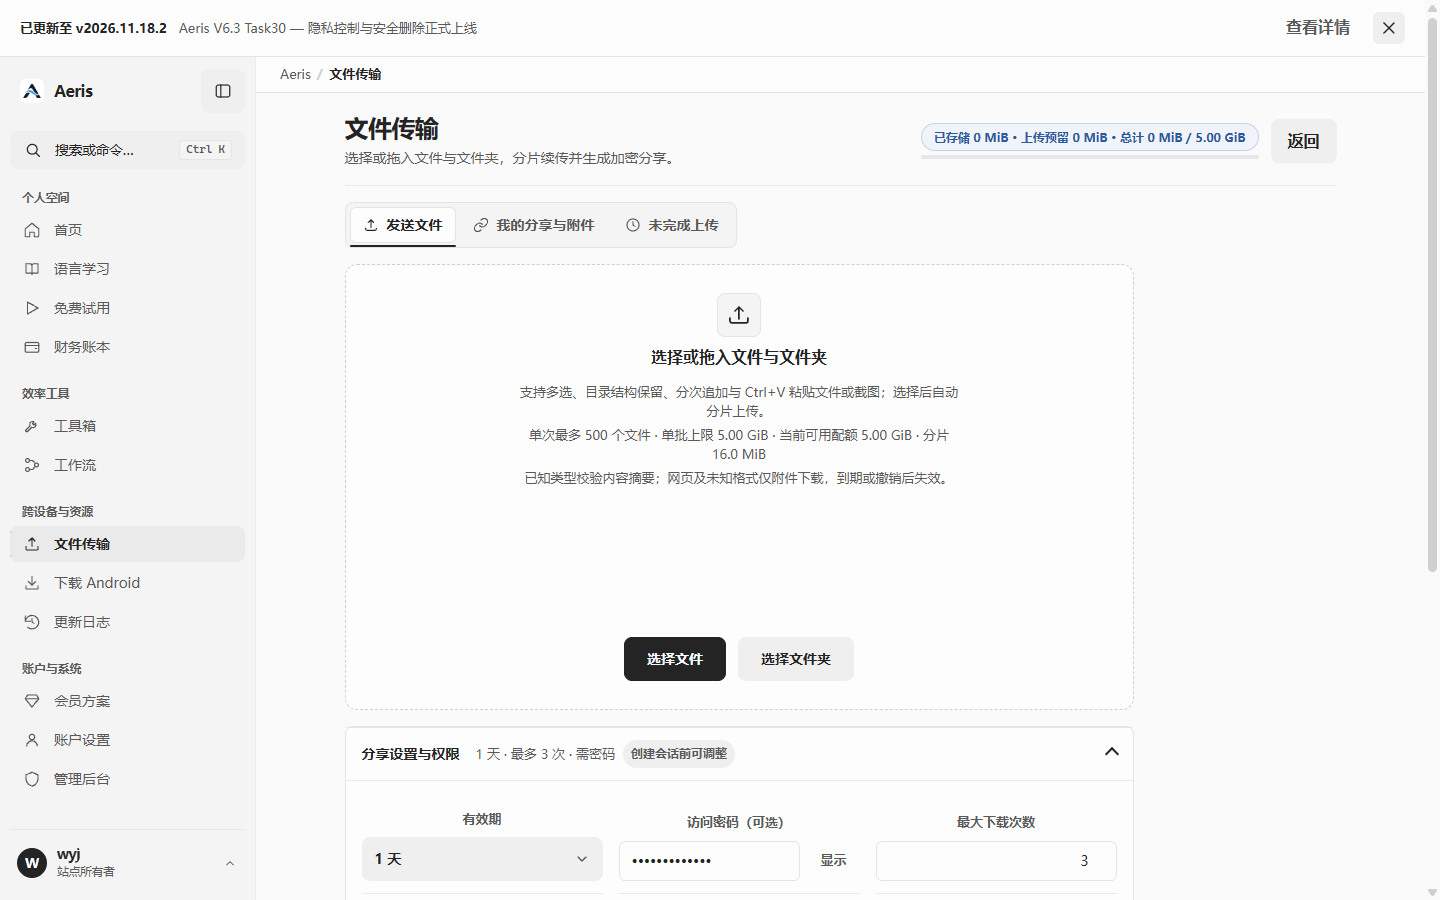 已更新至 v2026.11.18.2 Aeris V6.3 Task30 — 隐私控制与安全删除正式上线
查看详情
Aeris
搜索或命令... Ctrl K
个人空间
首页
语言学习
免费试用
财务账本
效率工具
工具箱
工作流
跨设备与资源
文件传输
下载 Android
更新日志
账户与系统
会员方案
账户设置
管理后台
W
wyj
站点所有者
Aeris / 文件传输
文件传输
选择或拖入文件与文件夹，分片续传并生成加密分享。
已存储 0 MiB • 上传预留 0 MiB • 总计 0 MiB / 5.00 GiB
返回
发送文件 我的分享与附件 未完成上传
选择或拖入文件与文件夹
支持多选、目录结构保留、分次追加与 Ctrl+V 粘贴文件或截图；选择后自动
分片上传。
单次最多 500 个文件 · 单批上限 5.00 GiB · 当前可用配额 5.00 GiB · 分片
16.0 MiB
已知类型校验内容摘要；网页及未知格式仅附件下载，到期或撤销后失效。
选择文件 选择文件夹
分享设置与权限 1 天 · 最多 3 次 · 需密码 创建会话前可调整
有效期
1 天
访问密码（可选）
••••••••••••• 显示
最大下载次数
3